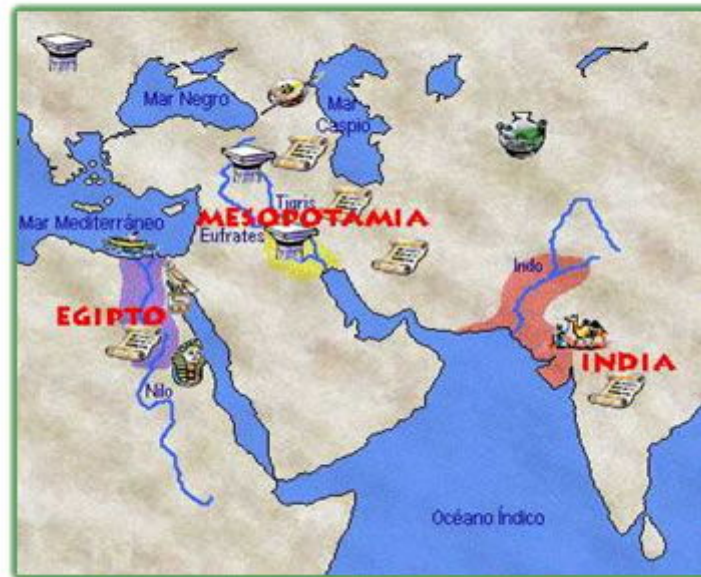 Mar Negro
Mar
Caspio
Tigris
MESOPOTAMIA
Mar Mediterráneo
Eufrates
Indo
EGIPTO
INDIA
Nilo
Océano Índico